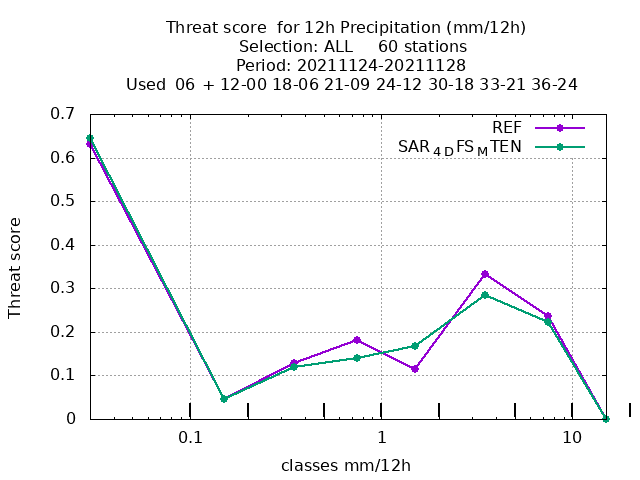 Threat score  for 12h Precipitation (mm/12h)
Selection: ALL     60 stations
Period: 20211124-20211128
Used  06 + 12-00 18-06 21-09 24-12 30-18 33-21 36-24
REF
SAR4DFSMTEN
0.7
0.6
0.5
0.4
0.3
0.2
0.1
0
Threat score
0.1 1 10
classes mm/12h